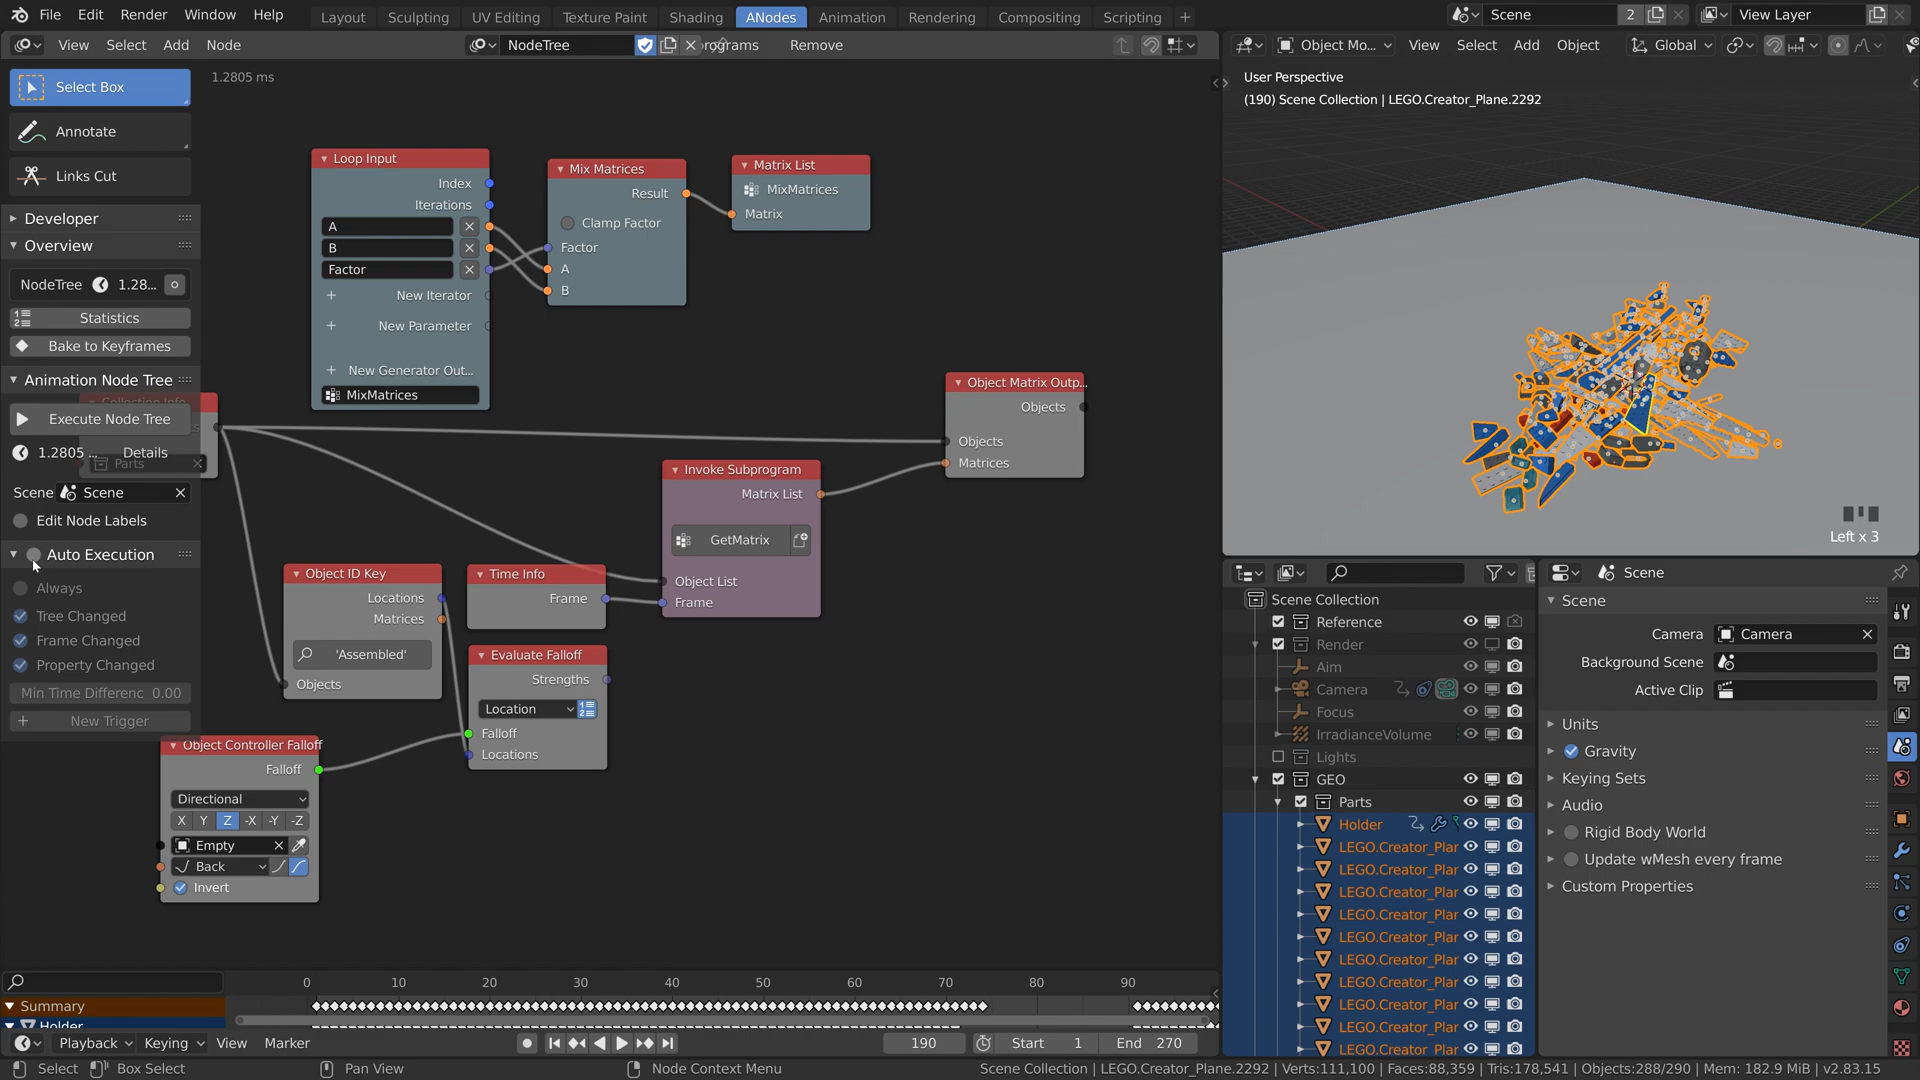 File Edit Render Window Help
Layout Sculpting UV Editing Texture Paint Shading ANodes Animation Rendering Compositing Scripting +
Scene 2 View Layer
View Select Add Node NodeTree Remove
Object Mo... View Select Add Object Global
Select Box
Annotate
Links Cut
Developer
Overview
NodeTree 1.28...
Statistics
Bake to Keyframes
Animation Node Tree
Execute Node Tree
1.2805 ... Details
Parts
Scene Scene
Edit Node Labels
Auto Execution
Always
Tree Changed
Frame Changed
Property Changed
Min Time Differenc 0.00
New Trigger
1.2805 ms
Loop Input
Index
Iterations
A
B
Factor
New Iterator
New Parameter
New Generator Out...
MixMatrices
Mix Matrices
Result
Clamp Factor
Factor
A
B
Matrix List
MixMatrices
Matrix
Object Matrix Outp...
Objects
Objects
Matrices
Invoke Subprogram
Matrix List
GetMatrix
Object List
Frame
Object ID Key
Locations
Matrices
'Assembled'
Objects
Time Info
Frame
Evaluate Falloff
Strengths
Location
Falloff
Locations
Object Controller Falloff
Falloff
Directional
X Y Z -X -Y -Z
Empty
Back
Invert
User Perspective
(190) Scene Collection | LEGO.Creator_Plane.2292
Left x 3
Scene Collection
Reference
Render
Aim
Camera
Focus
IrradianceVolume
Lights
GEO
Parts
Holder
LEGO.Creator_Plar
LEGO.Creator_Plar
LEGO.Creator_Plar
LEGO.Creator_Plar
LEGO.Creator_Plar
LEGO.Creator_Plar
LEGO.Creator_Plar
LEGO.Creator_Plar
LEGO.Creator_Plar
LEGO.Creator_Plar
Scene
Scene
Camera Camera
Background Scene
Active Clip
Units
Gravity
Keying Sets
Audio
Rigid Body World
Update wMesh every frame
Custom Properties
0 10 20 30 40 50 60 70 80 90
Summary
Holder
Playback Keying View Marker 190 Start 1 End 270
Select Box Select Pan View Node Context Menu Scene Collection | LEGO.Creator_Plane.2292 | Verts:111,100 | Faces:88,359 | Tris:178,541 | Objects:288/290 | Mem: 182.9 MiB | v2.83.15